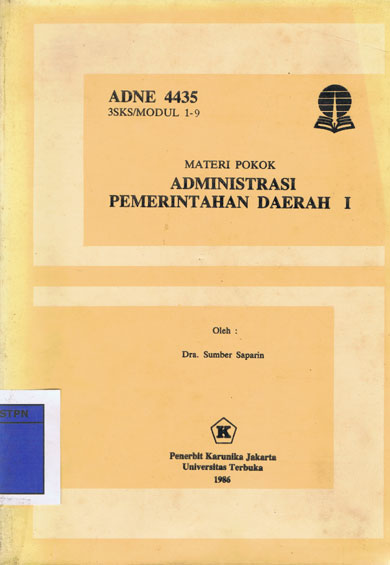 ADNE 4435
3SKS/MODUL 1-9
MATERI POKOK
ADMINISTRASI
PEMERINTAHAN DAERAH I
Oleh :
Dra. Sumber Saparin
K
Penerbit Karunika Jakarta
Universitas Terbuka
1986
STPN